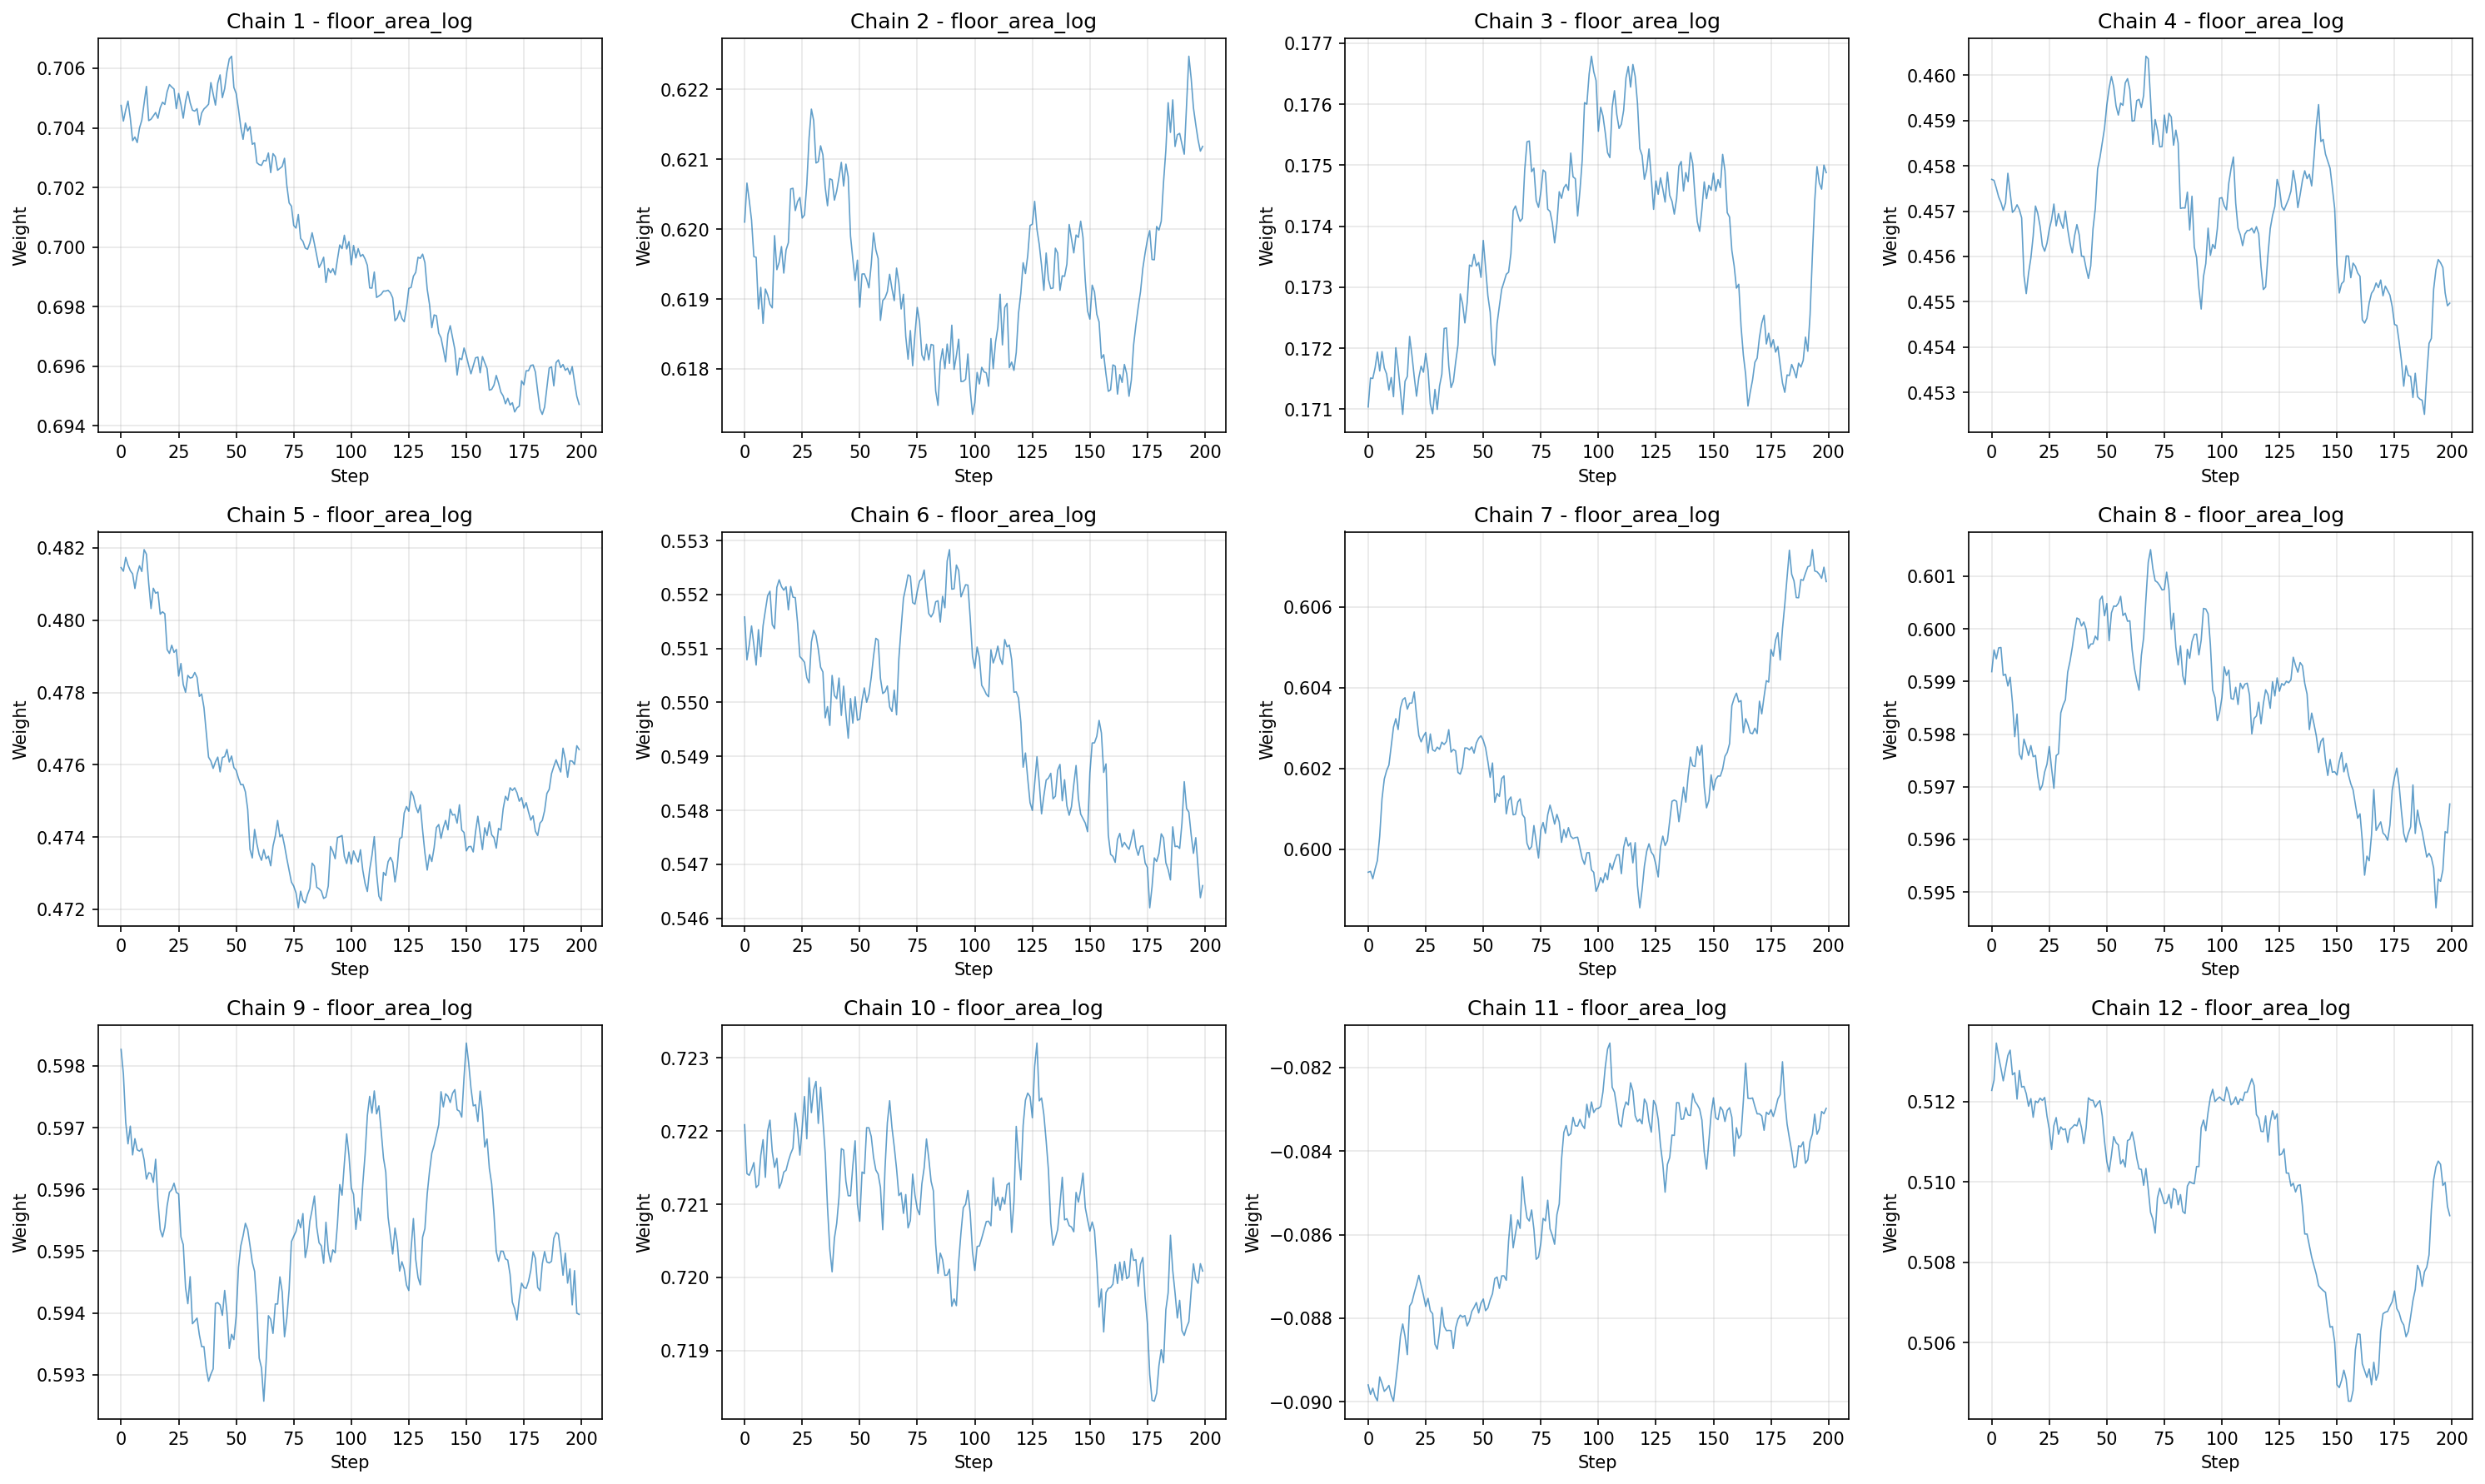 Chain 1 - floor_area_log
Weight
0.706
0.704
0.702
0.700
0.698
0.696
0.694
0 25 50 75 100 125 150 175 200
Step
Chain 2 - floor_area_log
Weight
0.622
0.621
0.620
0.619
0.618
0 25 50 75 100 125 150 175 200
Step
Chain 3 - floor_area_log
Weight
0.177
0.176
0.175
0.174
0.173
0.172
0.171
0 25 50 75 100 125 150 175 200
Step
Chain 4 - floor_area_log
Weight
0.460
0.459
0.458
0.457
0.456
0.455
0.454
0.453
0 25 50 75 100 125 150 175 200
Step
Chain 5 - floor_area_log
Weight
0.482
0.480
0.478
0.476
0.474
0.472
0 25 50 75 100 125 150 175 200
Step
Chain 6 - floor_area_log
Weight
0.553
0.552
0.551
0.550
0.549
0.548
0.547
0.546
0 25 50 75 100 125 150 175 200
Step
Chain 7 - floor_area_log
Weight
0.606
0.604
0.602
0.600
0 25 50 75 100 125 150 175 200
Step
Chain 8 - floor_area_log
Weight
0.601
0.600
0.599
0.598
0.597
0.596
0.595
0 25 50 75 100 125 150 175 200
Step
Chain 9 - floor_area_log
Weight
0.598
0.597
0.596
0.595
0.594
0.593
0 25 50 75 100 125 150 175 200
Step
Chain 10 - floor_area_log
Weight
0.723
0.722
0.721
0.720
0.719
0 25 50 75 100 125 150 175 200
Step
Chain 11 - floor_area_log
Weight
−0.082
−0.084
−0.086
−0.088
−0.090
0 25 50 75 100 125 150 175 200
Step
Chain 12 - floor_area_log
Weight
0.512
0.510
0.508
0.506
0 25 50 75 100 125 150 175 200
Step